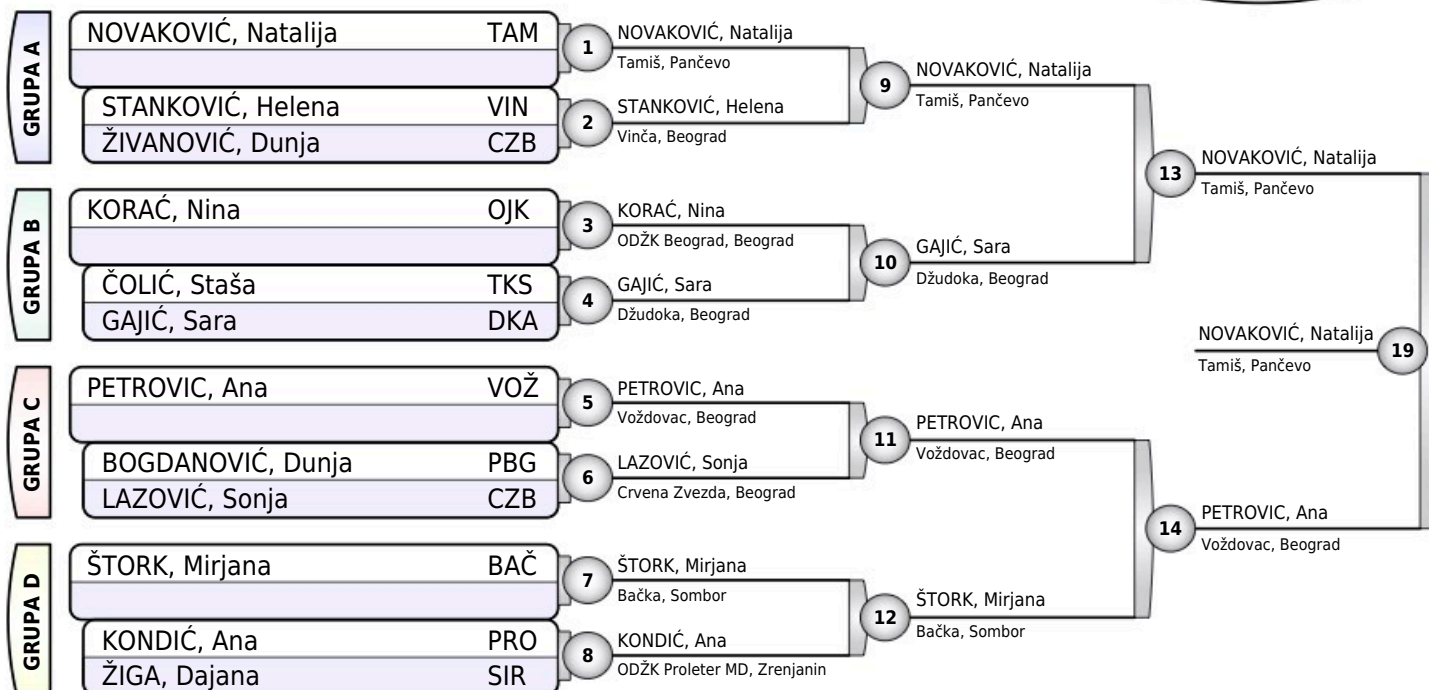 GRUPA A
NOVAKOVIĆ, Natalija TAM
STANKOVIĆ, Helena VIN
ŽIVANOVIĆ, Dunja CZB
1
NOVAKOVIĆ, Natalija
Tamiš, Pančevo
2
STANKOVIĆ, Helena
Vinča, Beograd
9
NOVAKOVIĆ, Natalija
Tamiš, Pančevo
GRUPA B
KORAĆ, Nina OJK
ČOLIĆ, Staša TKS
GAJIĆ, Sara DKA
3
KORAĆ, Nina
ODŽK Beograd, Beograd
4
GAJIĆ, Sara
Džudoka, Beograd
10
GAJIĆ, Sara
Džudoka, Beograd
13
NOVAKOVIĆ, Natalija
Tamiš, Pančevo
GRUPA C
PETROVIC, Ana VOŽ
BOGDANOVIĆ, Dunja PBG
LAZOVIĆ, Sonja CZB
5
PETROVIC, Ana
Voždovac, Beograd
6
LAZOVIĆ, Sonja
Crvena Zvezda, Beograd
11
PETROVIC, Ana
Voždovac, Beograd
GRUPA D
ŠTORK, Mirjana BAČ
KONDIĆ, Ana PRO
ŽIGA, Dajana SIR
7
ŠTORK, Mirjana
Bačka, Sombor
8
KONDIĆ, Ana
ODŽK Proleter MD, Zrenjanin
12
ŠTORK, Mirjana
Bačka, Sombor
14
PETROVIC, Ana
Voždovac, Beograd
NOVAKOVIĆ, Natalija
Tamiš, Pančevo
19